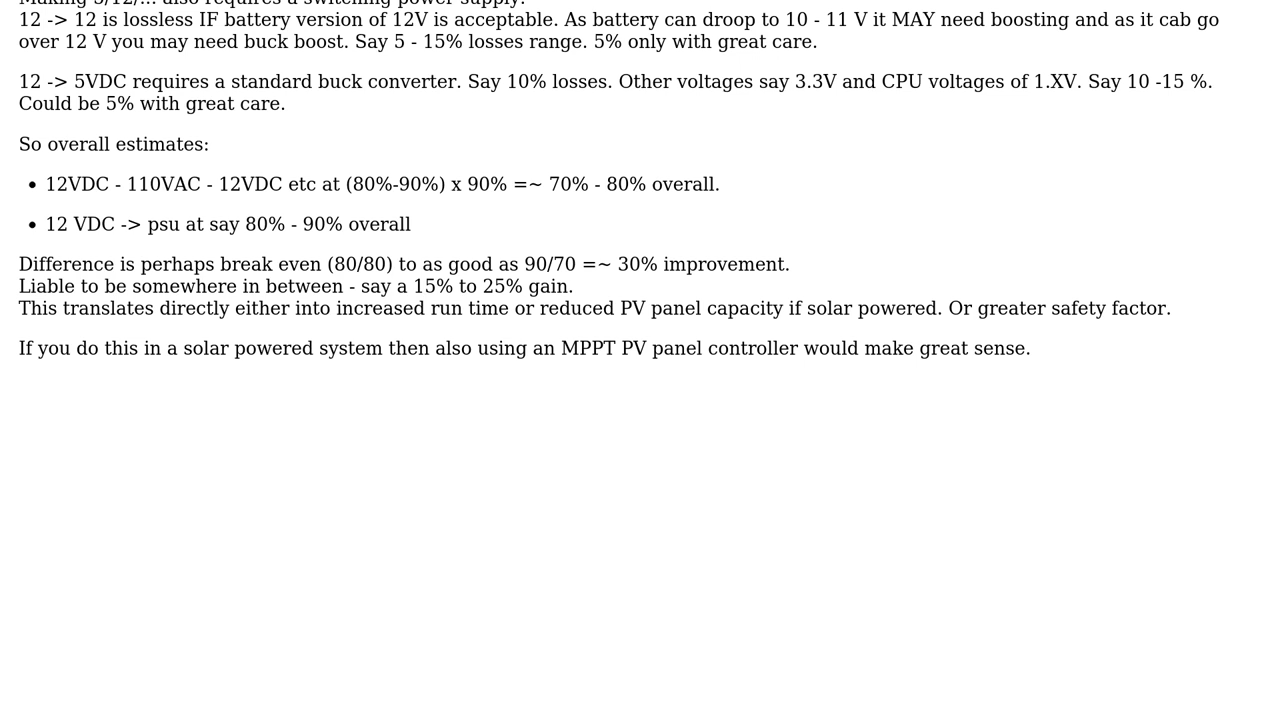 Making 5/12/... also requires a switching power supply.
12 -> 12 is lossless IF battery version of 12V is acceptable. As battery can droop to 10 - 11 V it MAY need boosting and as it cab go
over 12 V you may need buck boost. Say 5 - 15% losses range. 5% only with great care.
12 -> 5VDC requires a standard buck converter. Say 10% losses. Other voltages say 3.3V and CPU voltages of 1.XV. Say 10 -15 %.
Could be 5% with great care.
So overall estimates:
• 12VDC - 110VAC - 12VDC etc at (80%-90%) x 90% =~ 70% - 80% overall.
• 12 VDC -> psu at say 80% - 90% overall
Difference is perhaps break even (80/80) to as good as 90/70 =~ 30% improvement.
Liable to be somewhere in between - say a 15% to 25% gain.
This translates directly either into increased run time or reduced PV panel capacity if solar powered. Or greater safety factor.
If you do this in a solar powered system then also using an MPPT PV panel controller would make great sense.